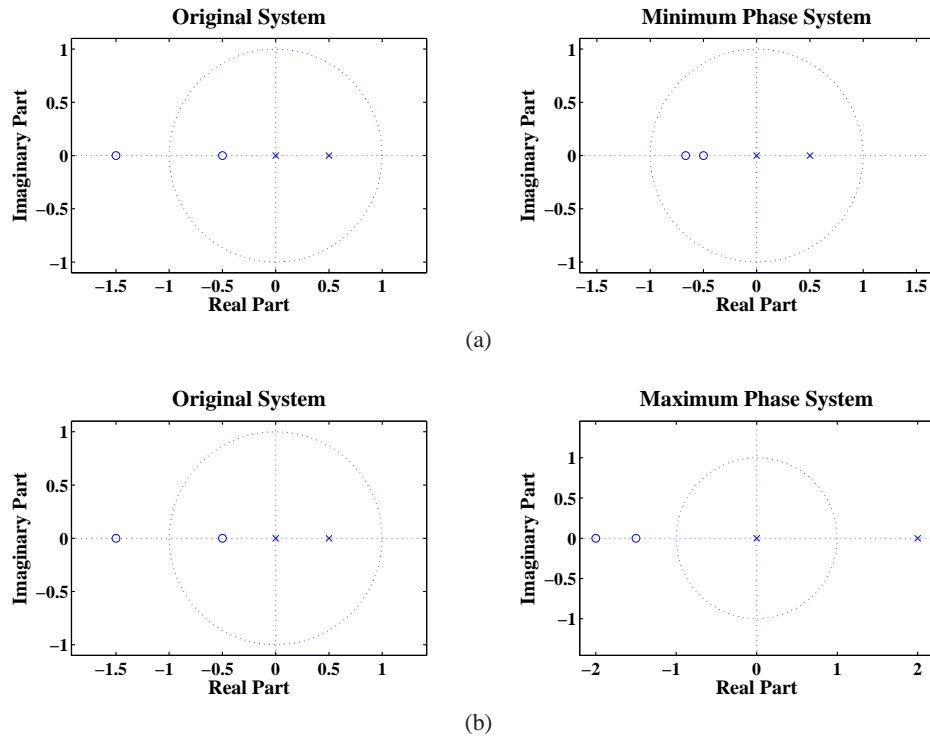 Original System
1
0.5
0
−0.5
−1
Imaginary Part
−1.5 −1 −0.5 0 0.5 1
Real Part
Minimum Phase System
1
0.5
0
−0.5
−1
Imaginary Part
−1.5 −1 −0.5 0 0.5 1 1.5
Real Part
(a)
Original System
1
0.5
0
−0.5
−1
Imaginary Part
−1.5 −1 −0.5 0 0.5 1
Real Part
Maximum Phase System
1
0.5
0
−0.5
−1
Imaginary Part
−2 −1 0 1 2
Real Part
(b)